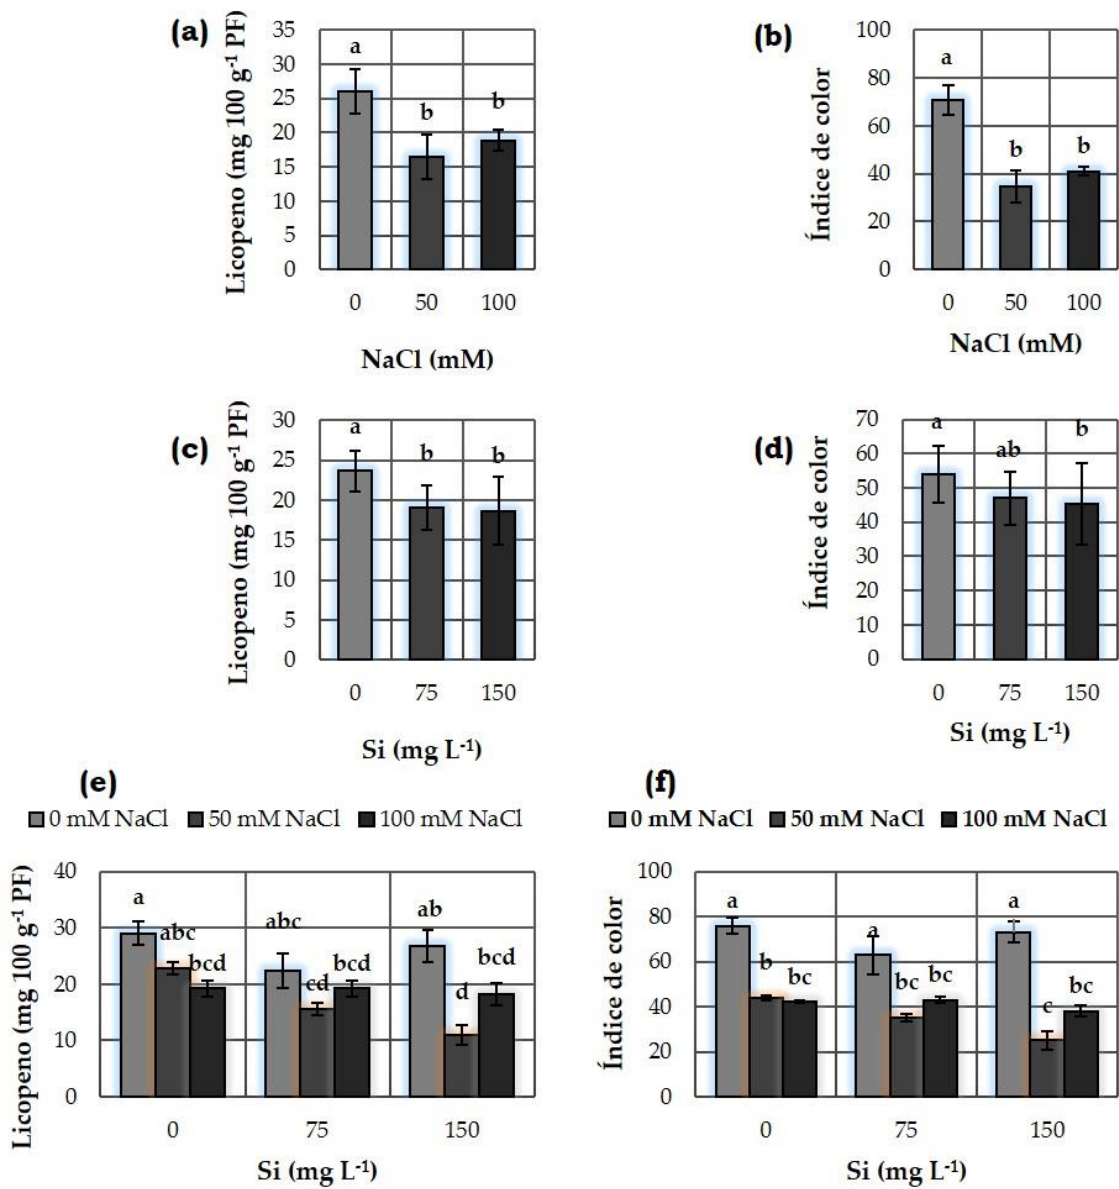 (a)
Licopeno (mg 100 g⁻¹ PF)
35
30
25
20
15
10
5
0
a
b
b
0 50 100
NaCl (mM)
(b)
Índice de color
100
80
60
40
20
0
a
b
b
0 50 100
NaCl (mM)
(c)
Licopeno (mg 100 g⁻¹ PF)
30
25
20
15
10
5
0
a
b
b
0 75 150
Si (mg L⁻¹)
(d)
Índice de color
70
60
50
40
30
20
10
0
a
ab
b
0 75 150
Si (mg L⁻¹)
(e)
0 mM NaCl 50 mM NaCl 100 mM NaCl
Licopeno (mg 100 g⁻¹ PF)
40
30
20
10
0
a
abc
bcd
abc
cd
bcd
ab
d
bcd
0 75 150
Si (mg L⁻¹)
(f)
0 mM NaCl 50 mM NaCl 100 mM NaCl
Índice de color
100
80
60
40
20
0
a
b
bc
a
bc
bc
a
c
bc
0 75 150
Si (mg L⁻¹)